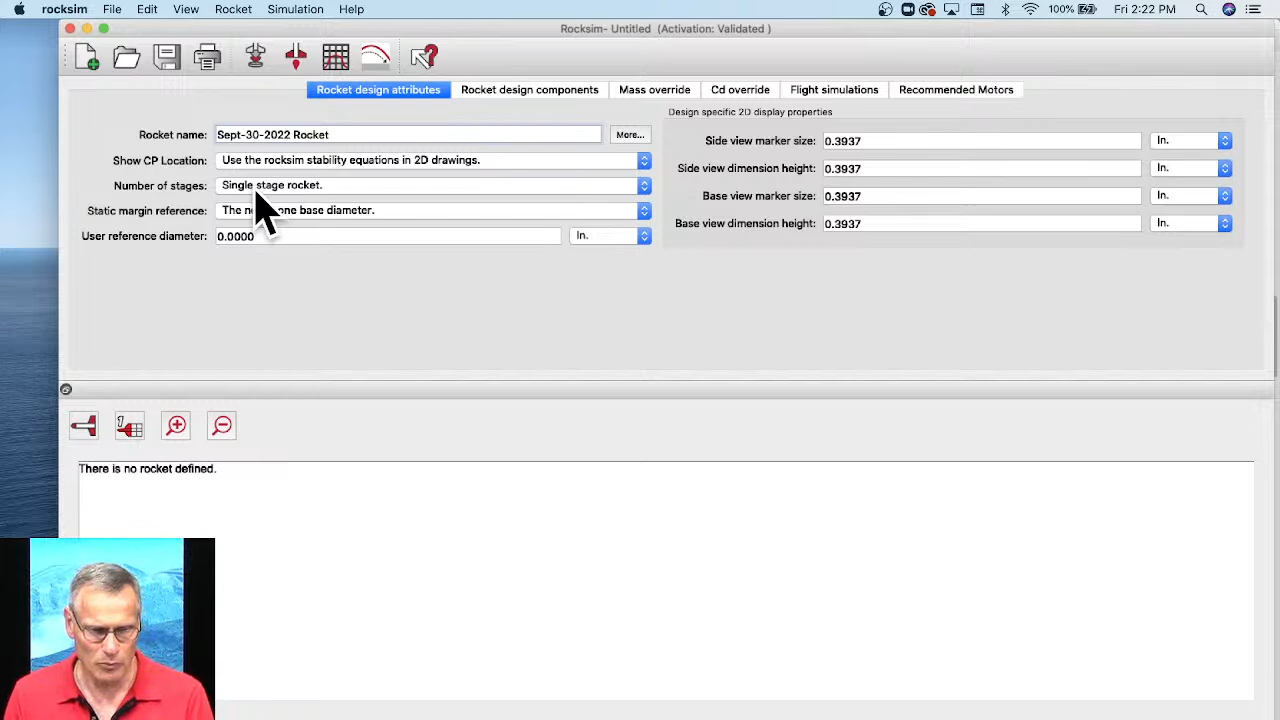 rocksim File Edit View Rocket Simulation Help 100% Fri 2:22 PM
Rocksim- Untitled (Activation: Validated )
Rocket design attributes Rocket design components Mass override Cd override Flight simulations Recommended Motors
Design specific 2D display properties
Rocket name: Sept-30-2022 Rocket More...
Side view marker size: 0.3937 In.
Show CP Location: Use the rocksim stability equations in 2D drawings.
Side view dimension height: 0.3937 In.
Number of stages: Single stage rocket.
Base view marker size: 0.3937 In.
Static margin reference: The base diameter.
Base view dimension height: 0.3937 In.
User reference diameter: 0.0000 In.
1
There is no rocket defined.